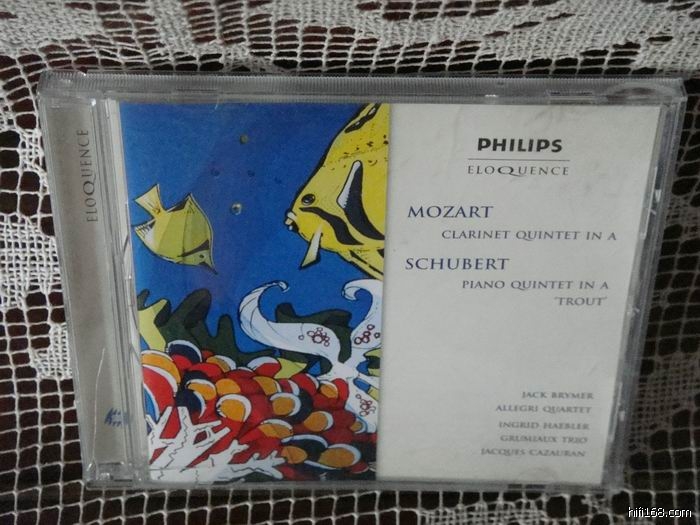 ELOQUENCE
PHILIPS
ELOQUENCE
MOZART
CLARINET QUINTET IN A
SCHUBERT
PIANO QUINTET IN A
'TROUT'
JACK BRYMER
ALLEGRI QUARTET
INGRID HAEBLER
GRUMIAUX TRIO
JACQUES CAZAURAN
hifi168.com